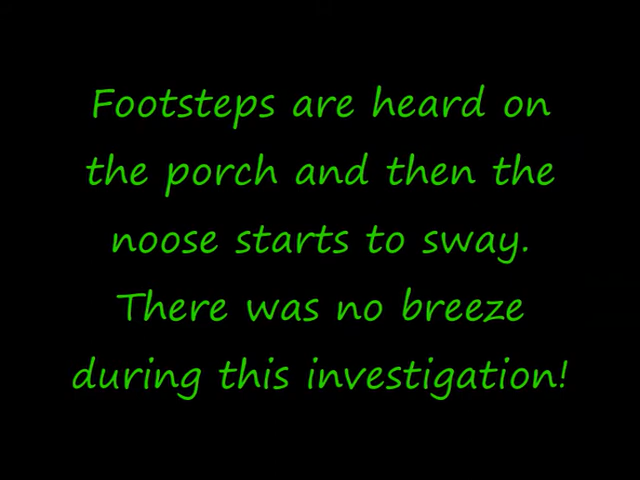 Footsteps are heard on
the porch and then the
noose starts to sway.
There was no breeze
during this investigation!